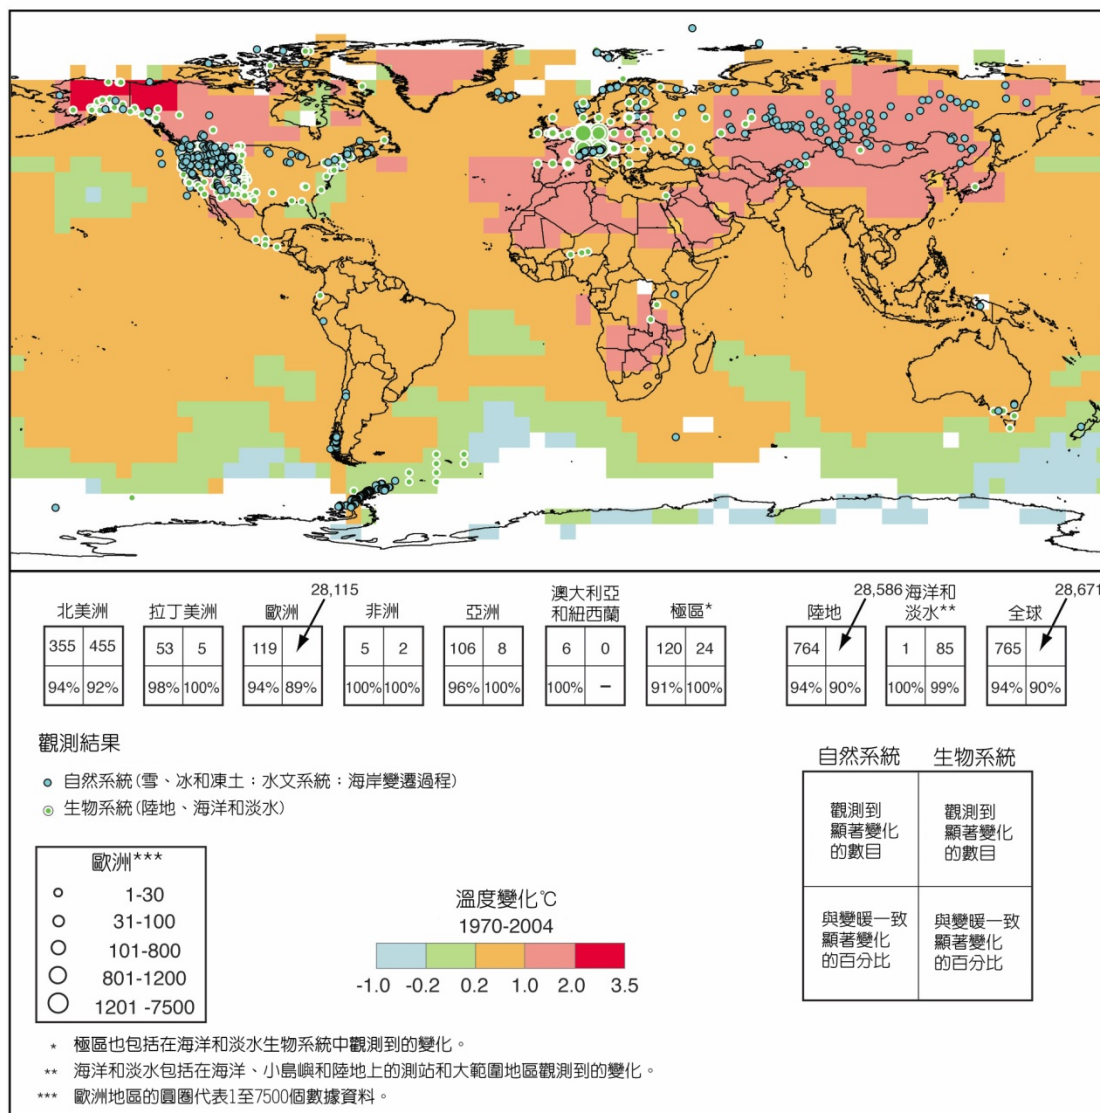 28,115
28,586
28,671
北美洲
拉丁美洲
歐洲
非洲
亞洲
澳大利亞
和紐西蘭
極區*
陸地
海洋和
淡水**
全球
355 455
94% 92%
53 5
98% 100%
119
94% 89%
5 2
100% 100%
106 8
96% 100%
6 0
100% –
120 24
91% 100%
764
94% 90%
1 85
100% 99%
765
94% 90%
觀測結果
自然系統(雪、冰和凍土；水文系統；海岸變遷過程)
生物系統(陸地、海洋和淡水)
歐洲***
1-30
31-100
101-800
801-1200
1201 -7500
溫度變化℃
1970-2004
-1.0 -0.2 0.2 1.0 2.0 3.5
自然系統 生物系統
觀測到
顯著變化
的數目
觀測到
顯著變化
的數目
與變暖一致
顯著變化
的百分比
與變暖一致
顯著變化
的百分比
* 極區也包括在海洋和淡水生物系統中觀測到的變化。
** 海洋和淡水包括在海洋、小島嶼和陸地上的測站和大範圍地區觀測到的變化。
*** 歐洲地區的圓圈代表1至7500個數據資料。